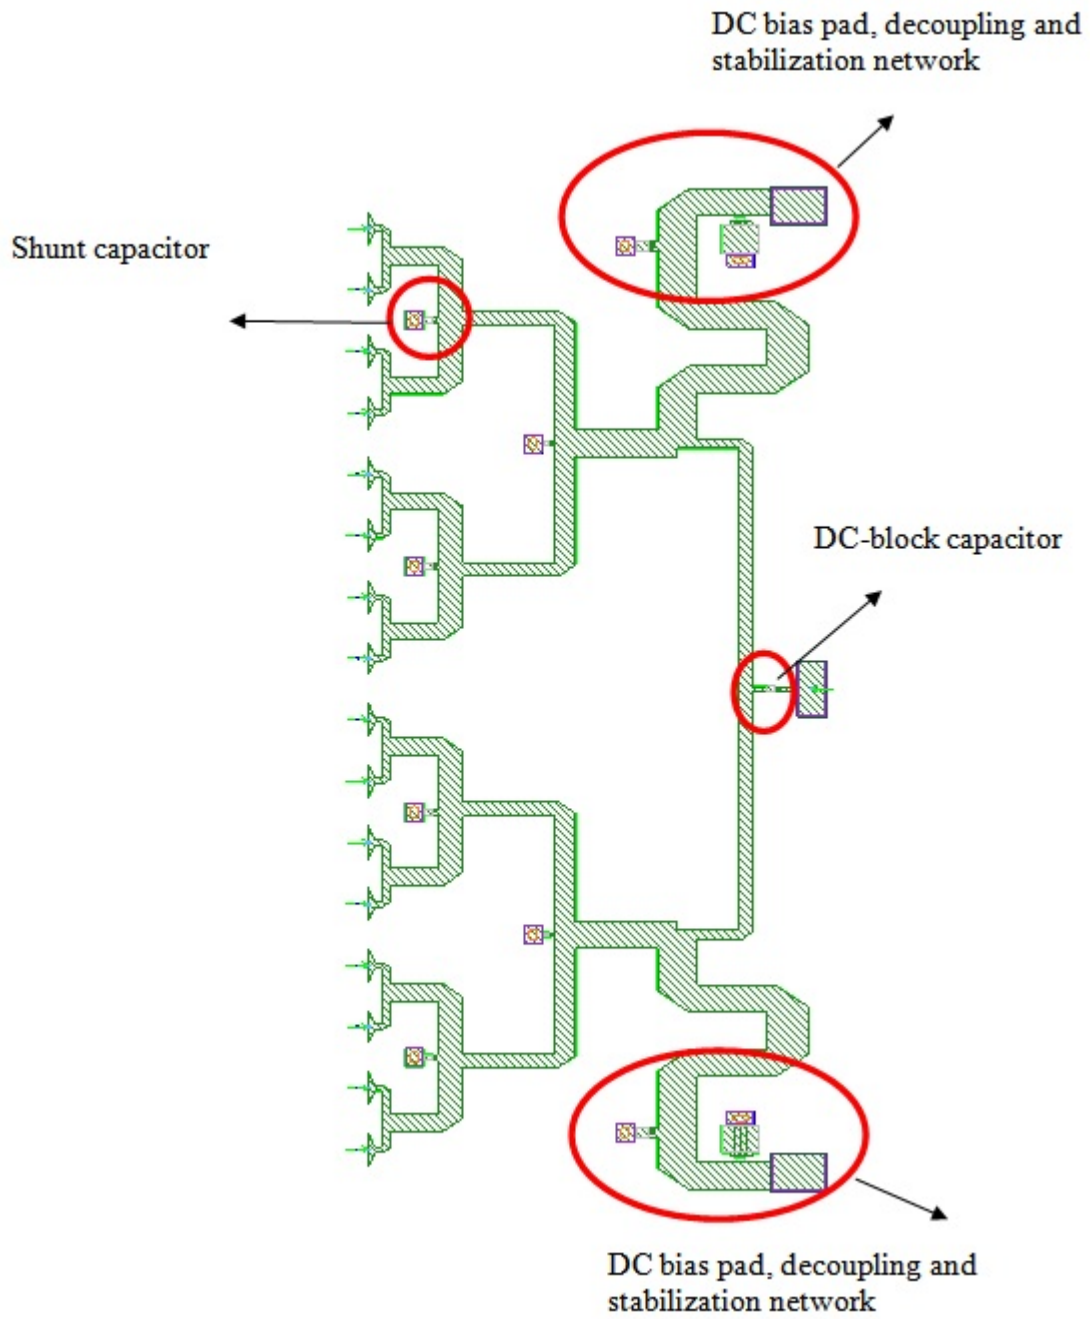 DC bias pad, decoupling and
stabilization network
Shunt capacitor
DC-block capacitor
DC bias pad, decoupling and
stabilization network